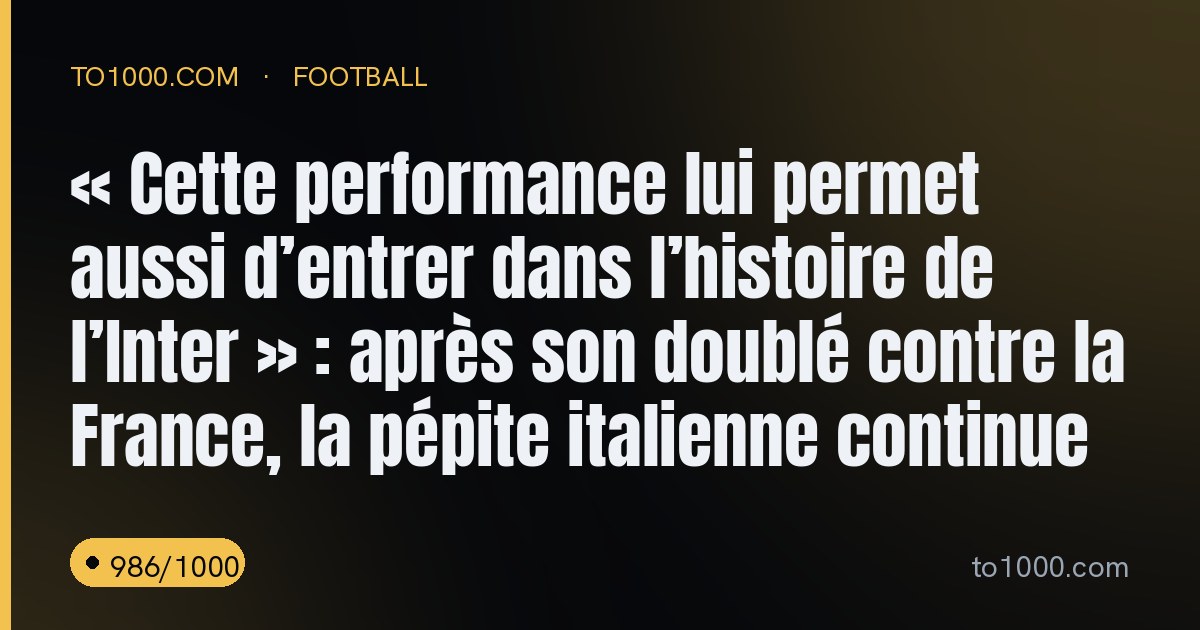 TO1000.COM · FOOTBALL
« Cette performance lui permet
aussi d’entrer dans l’histoire de
l’Inter » : après son doublé contre la
France, la pépite italienne continue
986/1000
to1000.com